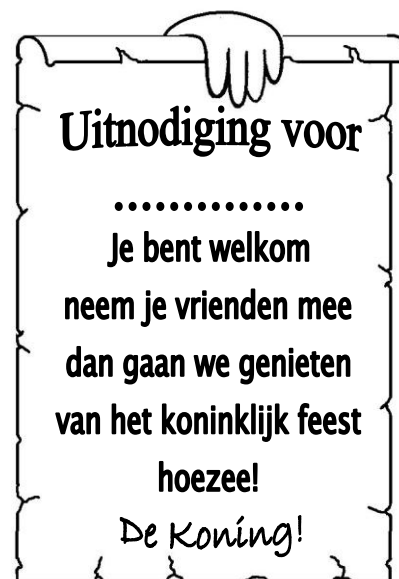 Uitnodiging voor
..............
Je bent welkom
neem je vrienden mee
dan gaan we genieten
van het koninklijk feest
hoezee!
De Koning!